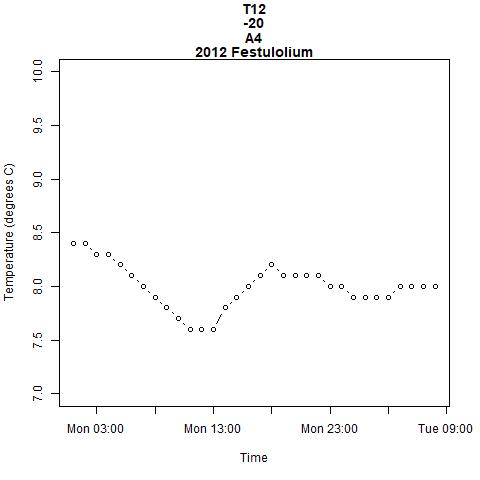 T12
-20
A4
2012 Festulolium
10.0
9.5
9.0
8.5
8.0
7.5
7.0
Temperature (degrees C)
Mon 03:00 Mon 13:00 Mon 23:00 Tue 09:00
Time